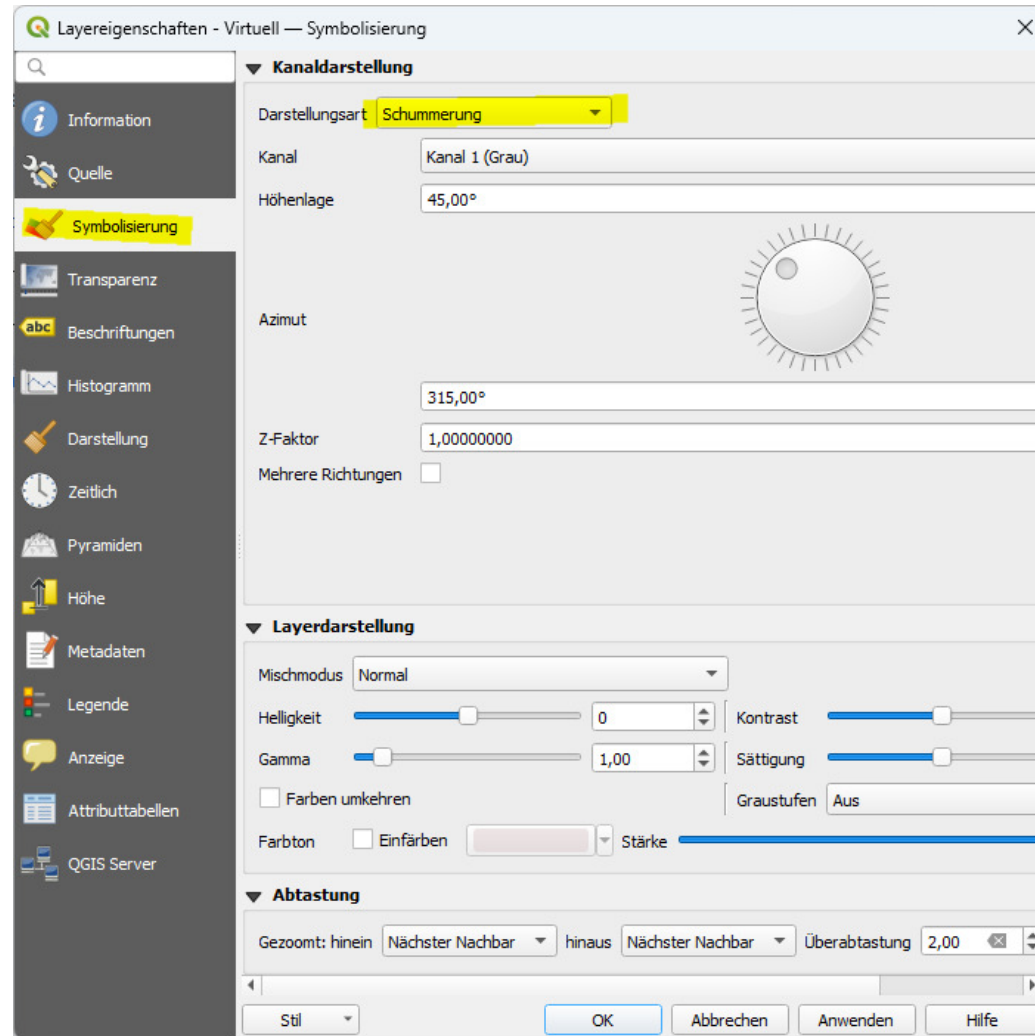 Layereigenschaften - Virtuell — Symbolisierung
Information
Quelle
Symbolisierung
Transparenz
abc Beschriftungen
Histogramm
Darstellung
Zeitlich
Pyramiden
Höhe
Metadaten
Legende
Anzeige
Attributtabellen
QGIS Server
Kanaldarstellung
Darstellungsart Schummerung
Kanal Kanal 1 (Grau)
Höhenlage 45,00°
Azimut
315,00°
Z-Faktor 1,00000000
Mehrere Richtungen
Layerdarstellung
Mischmodus Normal
Helligkeit 0 Kontrast
Gamma 1,00 Sättigung
Farben umkehren Graustufen Aus
Farbton Einfärben Stärke
Abtastung
Gezoomt: hinein Nächster Nachbar hinaus Nächster Nachbar Überabtastung 2,00
Stil OK Abbrechen Anwenden Hilfe